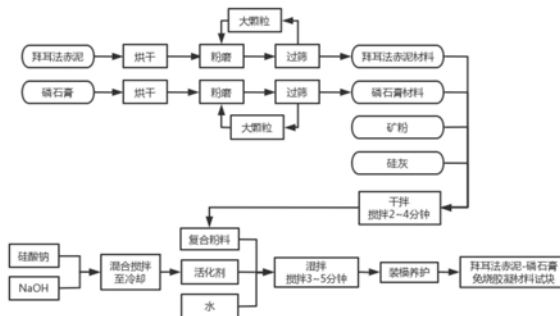 大颗粒
拜耳法赤泥
烘干
粉磨
过筛
拜耳法赤泥材料
磷石膏
烘干
粉磨
过筛
磷石膏材料
大颗粒
矿粉
硅灰
干拌
搅拌2~4分钟
复合粉料
硅酸钠
NaOH
混合搅拌
至冷却
活化剂
水
湿拌
搅拌3~5分钟
装模养护
拜耳法赤泥-磷石膏
免烧胶凝材料试块